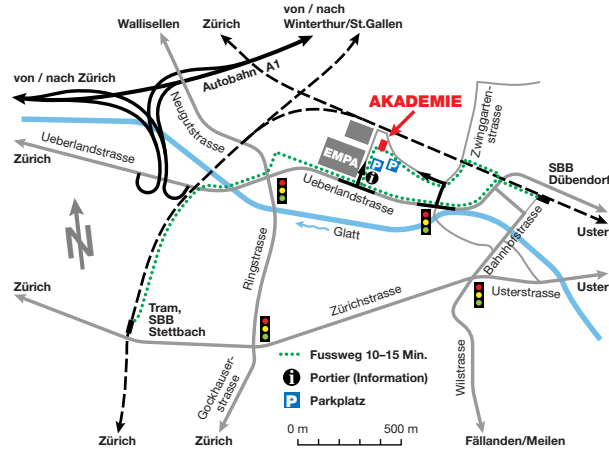 von / nach
Wallisellen
Zürich
Winterthur/St.Gallen
Autobahn A1
von / nach Zürich
AKADEMIE
Neugutstrasse
Zwinggarten-
strasse
Ueberlandstrasse
EMPA
P
P
i
SBB
Dübendorf
Zürich
Ueberlandstrasse
Uster
N
Glatt
Bahnhofstrasse
Ringstrasse
Zürich
Uster
Zürichstrasse
Usterstrasse
Tram,
SBB
Stettbach
Fussweg 10–15 Min.
i Portier (Information)
P Parkplatz
Gockhauser-
strasse
Wilstrasse
0 m 500 m
Zürich
Zürich
Fällanden/Meilen